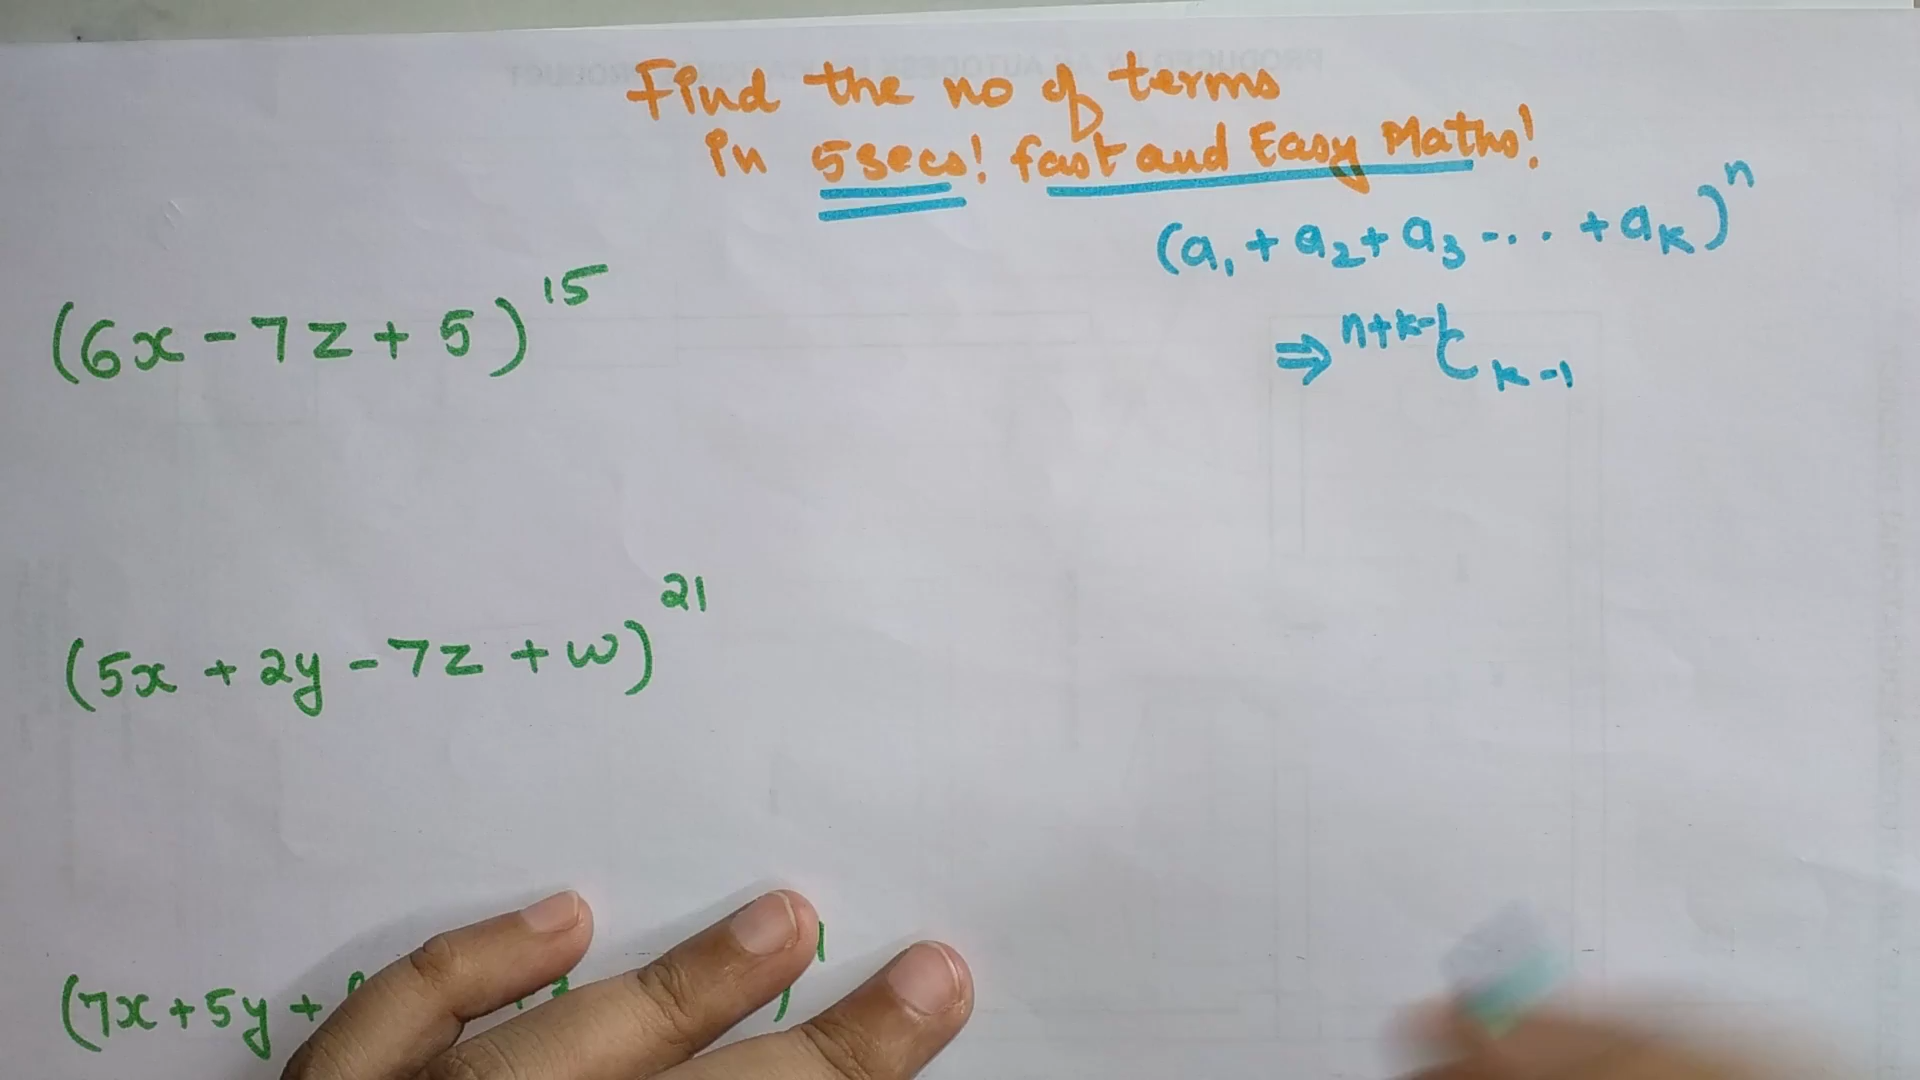 Find the no of terms
in 5secs! fast and Easy Maths!
(a₁ + a₂ + a₃ -... + aₖ)ⁿ
⇒ ⁿ⁺ᵏ⁻¹Cₖ₋₁
(6x - 7z + 5)¹⁵
(5x + 2y - 7z + w)²¹
(7x + 5y +